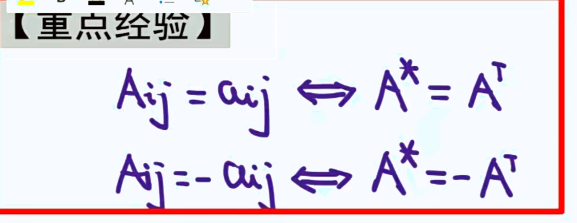 【重点经验】
Aij = aij ⟺ A* = Aᵀ
Aij = - aij ⟺ A* = - Aᵀ